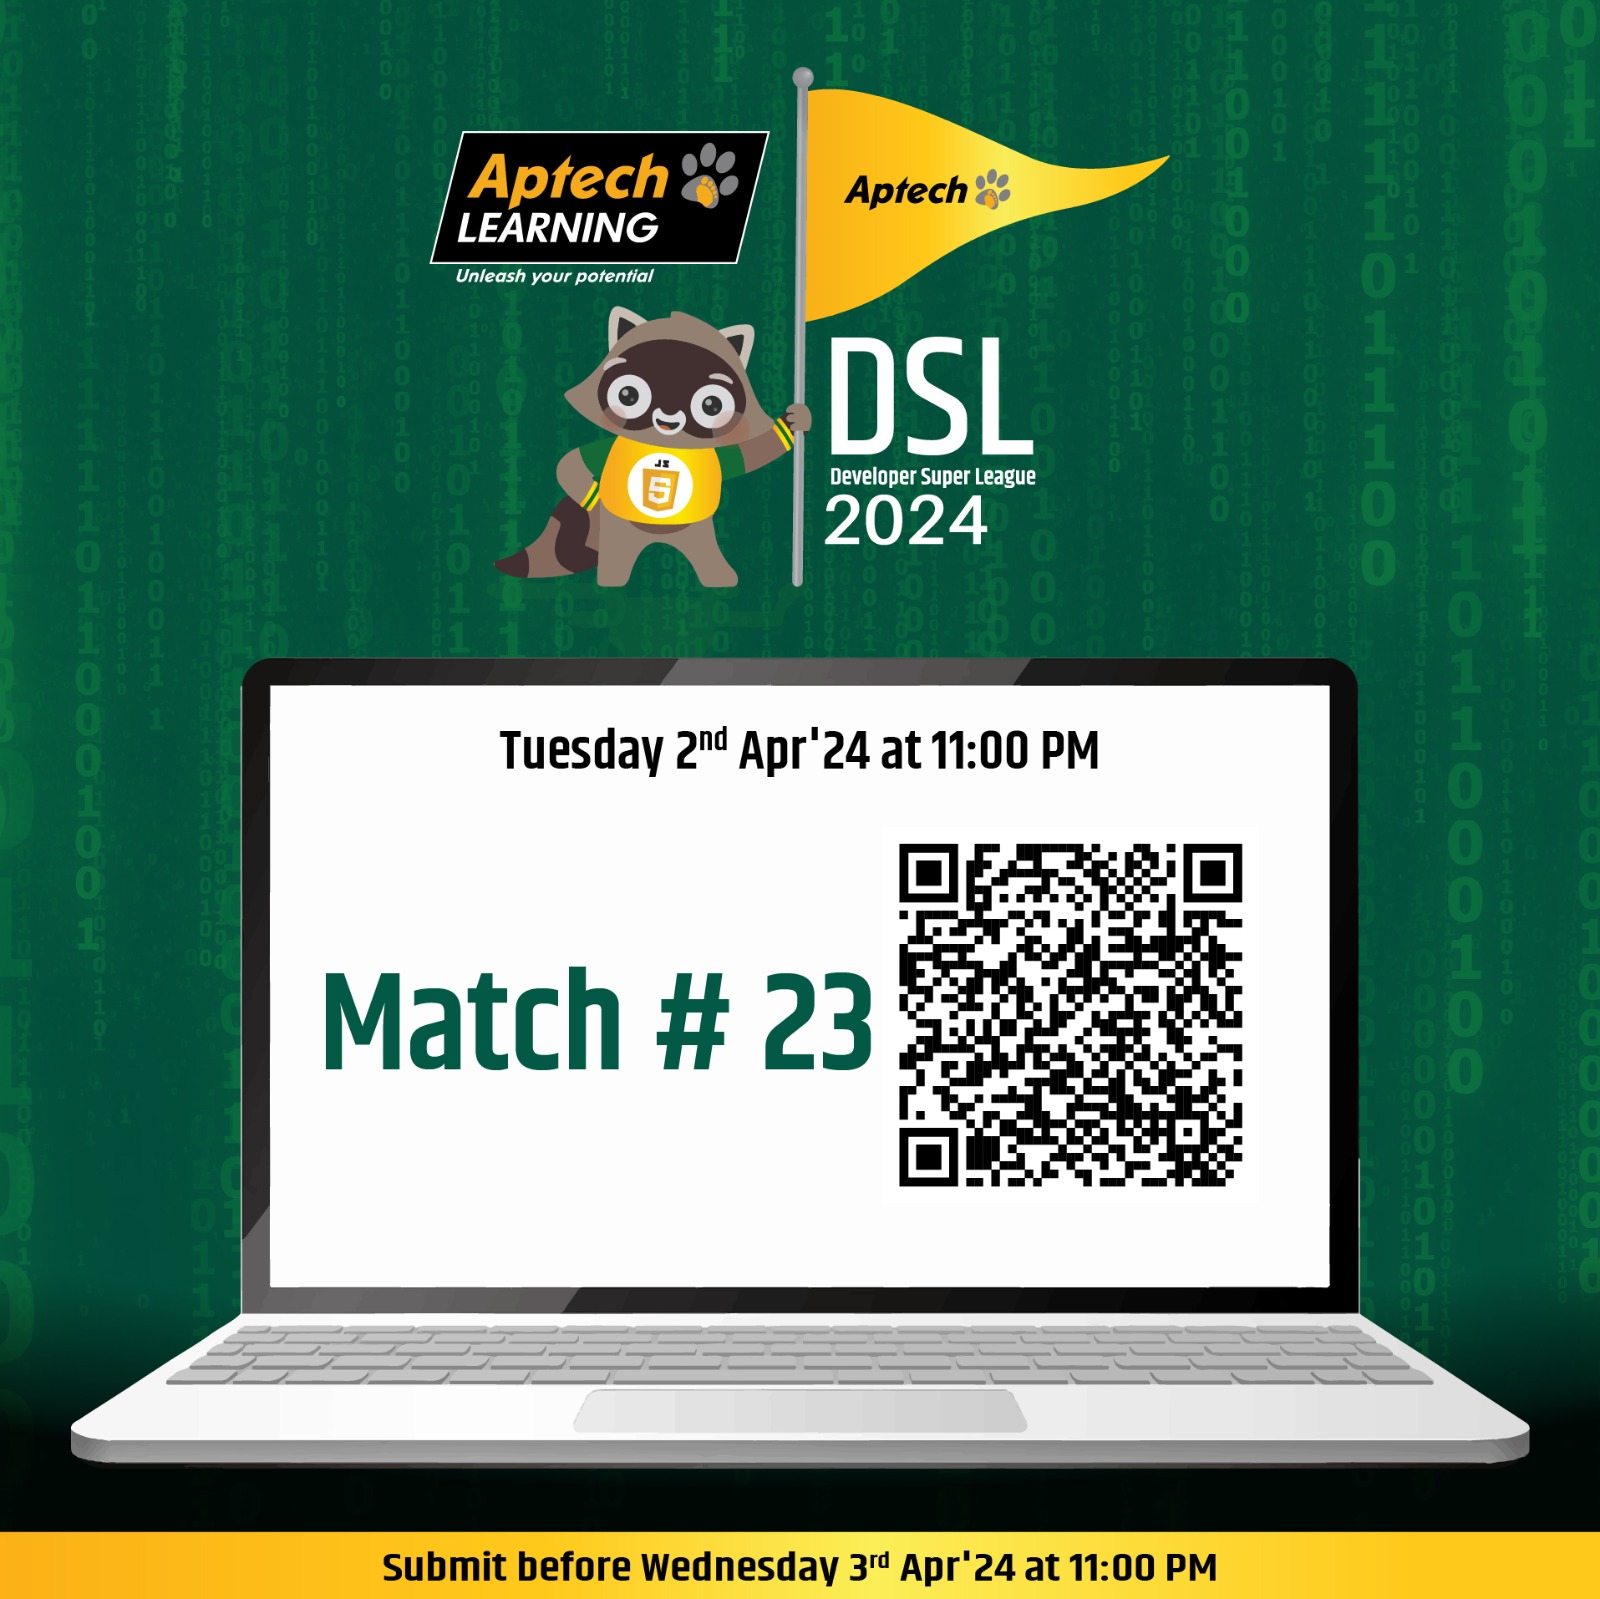 Aptech
LEARNING
Unleash your potential
Aptech
JS
5
DSL
Developer Super League
2024
Tuesday 2nd Apr'24 at 11:00 PM
Match # 23
Submit before Wednesday 3rd Apr'24 at 11:00 PM